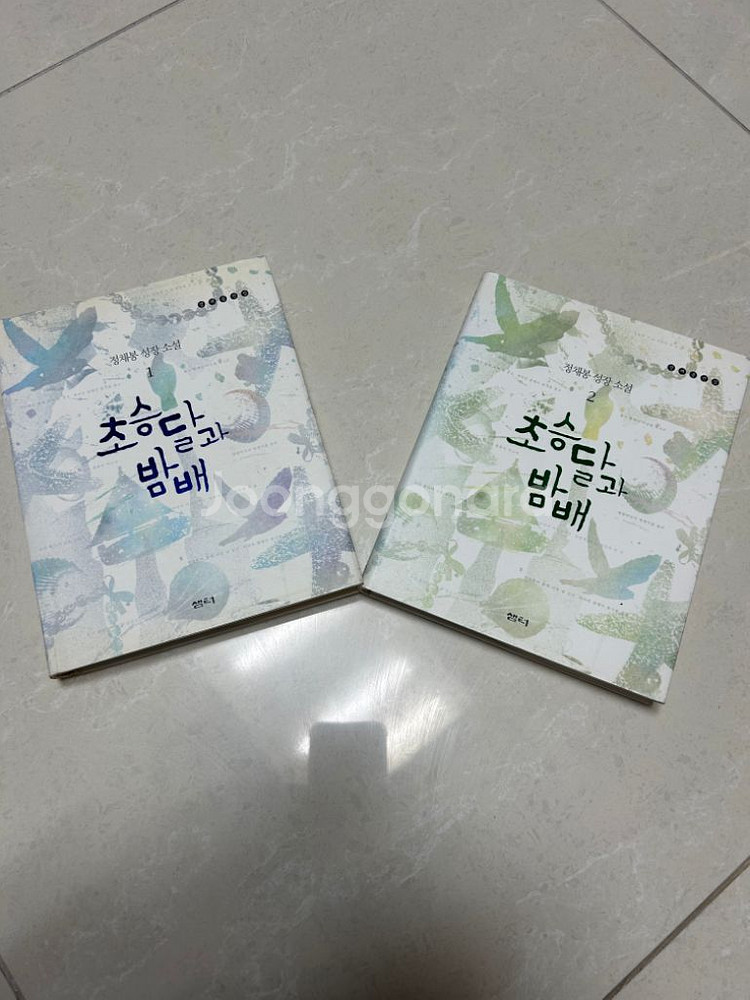 정채봉 성장 소설
1
초승달과
밤배
샘터
정채봉 성장 소설
2
초승달과
밤배
샘터
Joonggonara